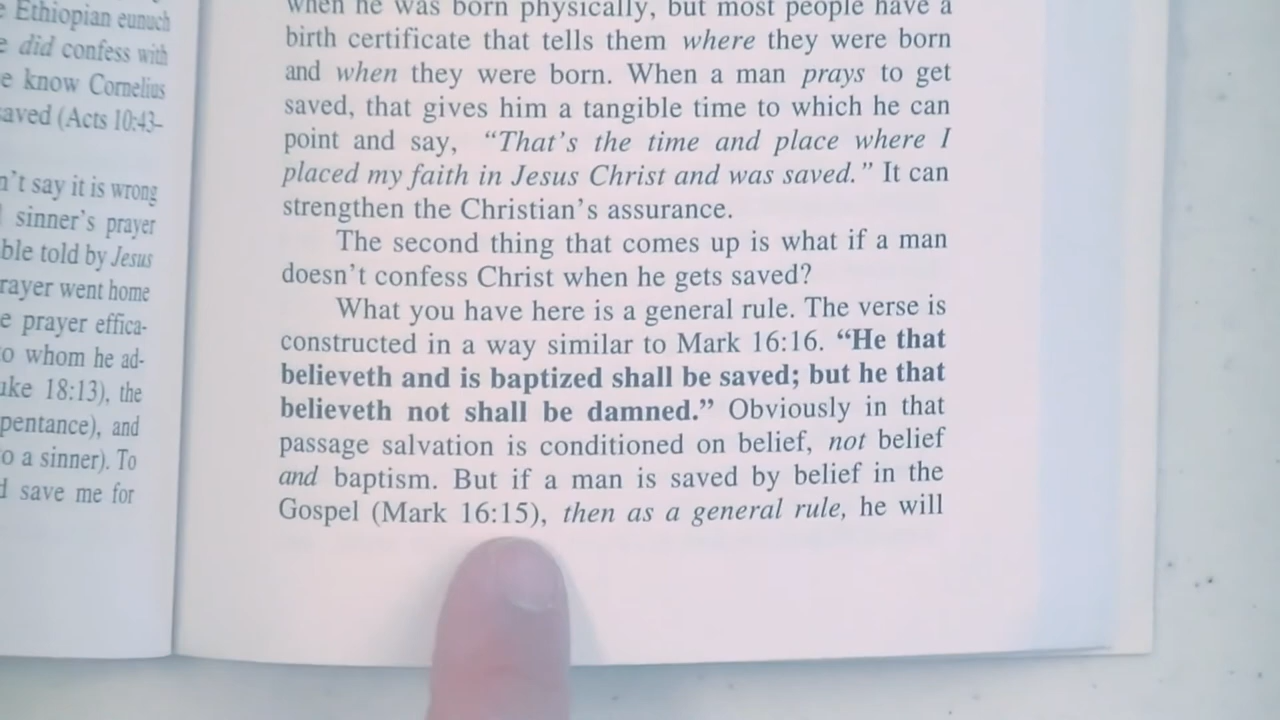 Ethiopian eunuch
did confess with
e know Cornelius
saved (Acts 10:43-
n't say it is wrong
sinner's prayer
ble told by Jesus
rayer went home
e prayer effica-
o whom he ad-
uke 18:13), the
pentance), and
o a sinner). To
d save me for
when he was born physically, but most people have a
birth certificate that tells them where they were born
and when they were born. When a man prays to get
saved, that gives him a tangible time to which he can
point and say, “That's the time and place where I
placed my faith in Jesus Christ and was saved.” It can
strengthen the Christian's assurance.
The second thing that comes up is what if a man
doesn't confess Christ when he gets saved?
What you have here is a general rule. The verse is
constructed in a way similar to Mark 16:16. “He that
believeth and is baptized shall be saved; but he that
believeth not shall be damned.” Obviously in that
passage salvation is conditioned on belief, not belief
and baptism. But if a man is saved by belief in the
Gospel (Mark 16:15), then as a general rule, he will